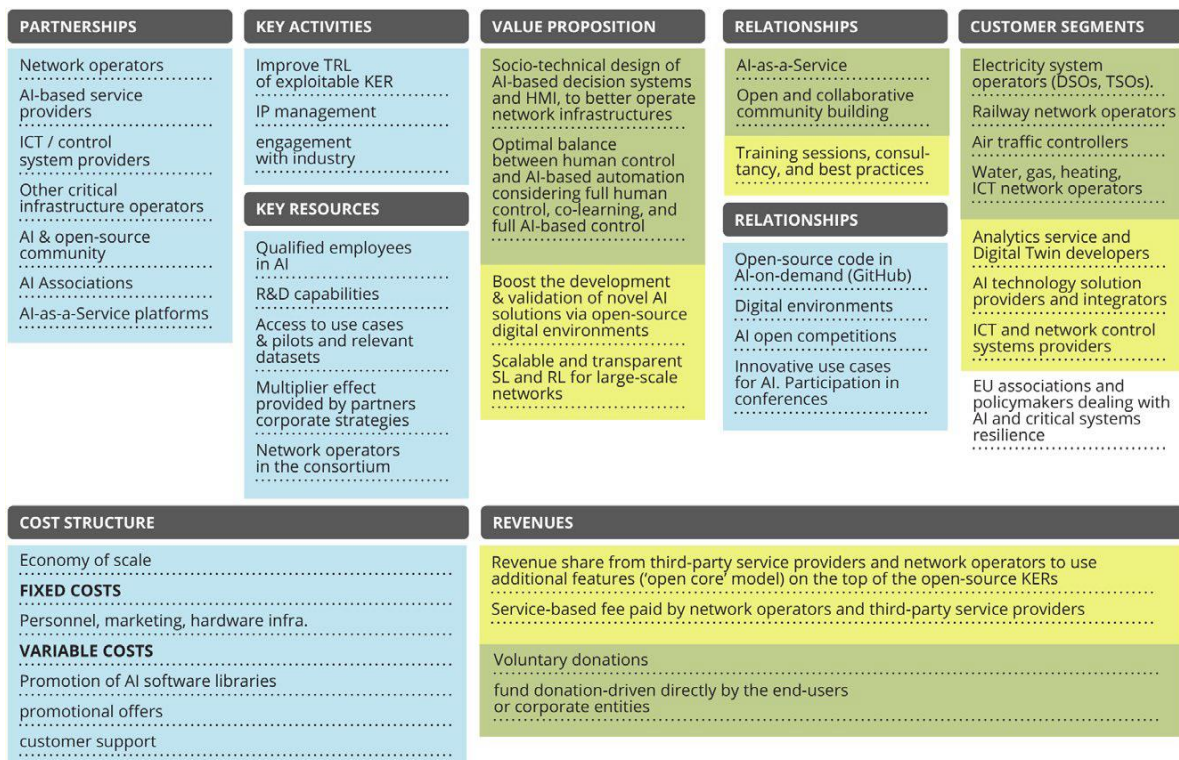 PARTNERSHIPS
Network operators
AI-based service
providers
ICT / control
system providers
Other critical
infrastructure operators
AI & open-source
community
AI Associations
AI-as-a-Service platforms
KEY ACTIVITIES
Improve TRL
of exploitable KER
IP management
engagement
with industry
KEY RESOURCES
Qualified employees
in AI
R&D capabilities
Access to use cases
& pilots and relevant
datasets
Multiplier effect
provided by partners
corporate strategies
Network operators
in the consortium
VALUE PROPOSITION
Socio-technical design of
AI-based decision systems
and HMI, to better operate
network infrastructures
Optimal balance
between human control
and AI-based automation
considering full human
control, co-learning, and
full AI-based control
Boost the development
& validation of novel AI
solutions via open-source
digital environments
Scalable and transparent
SL and RL for large-scale
networks
RELATIONSHIPS
AI-as-a-Service
Open and collaborative
community building
Training sessions, consul-
tancy, and best practices
RELATIONSHIPS
Open-source code in
AI-on-demand (GitHub)
Digital environments
AI open competitions
Innovative use cases
for AI. Participation in
conferences
CUSTOMER SEGMENTS
Electricity system
operators (DSOs, TSOs).
Railway network operators
Air traffic controllers
Water, gas, heating,
ICT network operators
Analytics service and
Digital Twin developers
AI technology solution
providers and integrators
ICT and network control
systems providers
EU associations and
policymakers dealing with
AI and critical systems
resilience
COST STRUCTURE
Economy of scale
FIXED COSTS
Personnel, marketing, hardware infra.
VARIABLE COSTS
Promotion of AI software libraries
promotional offers
customer support
REVENUES
Revenue share from third-party service providers and network operators to use
additional features (‘open core’ model) on the top of the open-source KERs
Service-based fee paid by network operators and third-party service providers
Voluntary donations
fund donation-driven directly by the end-users
or corporate entities